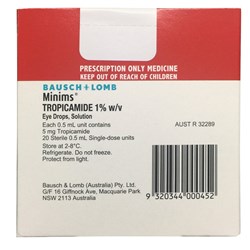 PRESCRIPTION ONLY MEDICINE
KEEP OUT OF REACH OF CHILDREN
BAUSCH + LOMB
Minims®
TROPICAMIDE 1% w/v
Eye Drops, Solution
Each 0.5 mL unit contains
5 mg Tropicamide
20 Sterile 0.5 mL Single-dose units
AUST R 32289
Store at 2-8°C.
Refrigerate. Do not freeze.
Protect from light.
Bausch & Lomb (Australia) Pty. Ltd.
G/F 16 Giffnock Ave, Macquarie Park
NSW 2113 Australia
9 320344 000452